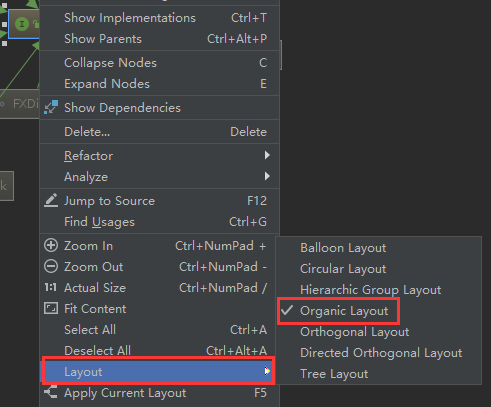 Show Implementations Ctrl+T
Show Parents Ctrl+Alt+P
Collapse Nodes C
Expand Nodes E
FXDi
Show Dependencies
Delete... Delete
Refactor
k
Analyze
Jump to Source F12
Find Usages Ctrl+G
Zoom In Ctrl+NumPad +
Zoom Out Ctrl+NumPad -
Actual Size Ctrl+NumPad /
Fit Content
Select All Ctrl+A
Deselect All Ctrl+Alt+A
Layout
Apply Current Layout F5
Balloon Layout
Circular Layout
Hierarchic Group Layout
Organic Layout
Orthogonal Layout
Directed Orthogonal Layout
Tree Layout